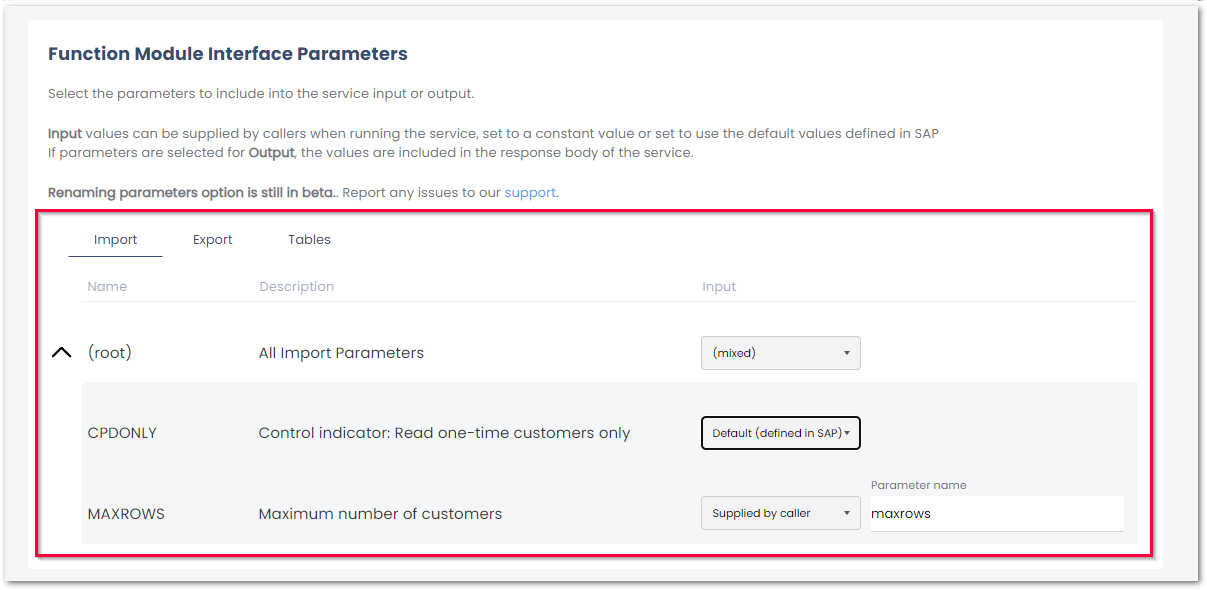 Function Module Interface Parameters
Select the parameters to include into the service input or output.
Input values can be supplied by callers when running the service, set to a constant value or set to use the default values defined in SAP
If parameters are selected for Output, the values are included in the response body of the service.
Renaming parameters option is still in beta.. Report any issues to our support.
Import Export Tables
Name Description Input
(root) All Import Parameters (mixed)
CPDONLY Control indicator: Read one-time customers only Default (defined in SAP)
Parameter name
MAXROWS Maximum number of customers Supplied by caller maxrows